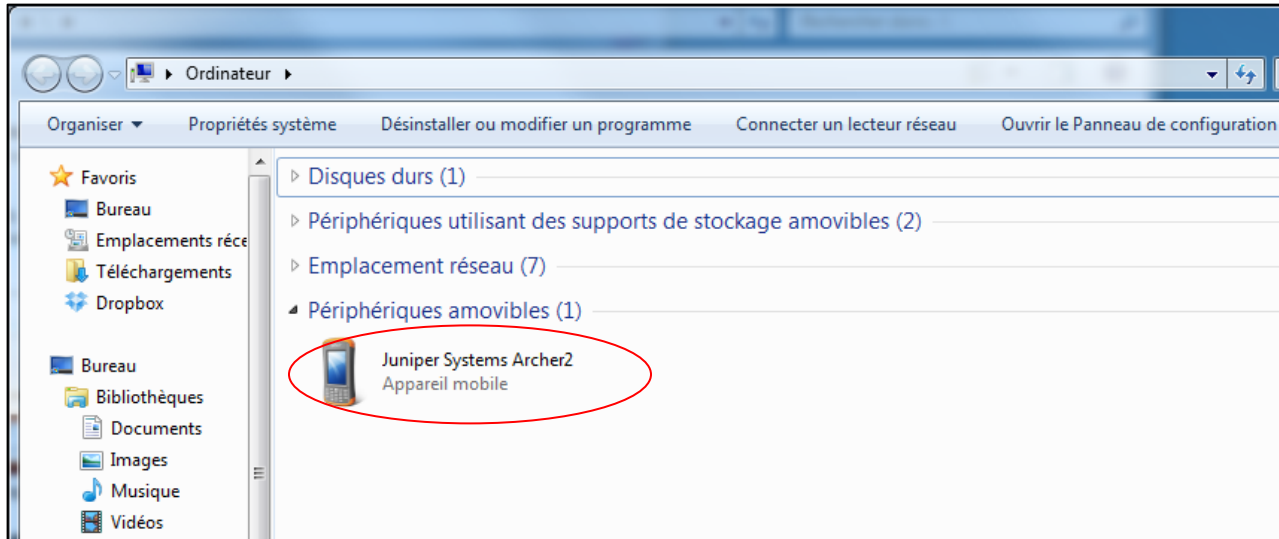 Ordinateur
Organiser
Propriétés système
Désinstaller ou modifier un programme
Connecter un lecteur réseau
Ouvrir le Panneau de configuration
Favoris
Bureau
Emplacements réce
Téléchargements
Dropbox
Bureau
Bibliothèques
Documents
Images
Musique
Vidéos
Disques durs (1)
Périphériques utilisant des supports de stockage amovibles (2)
Emplacement réseau (7)
Périphériques amovibles (1)
Juniper Systems Archer2
Appareil mobile